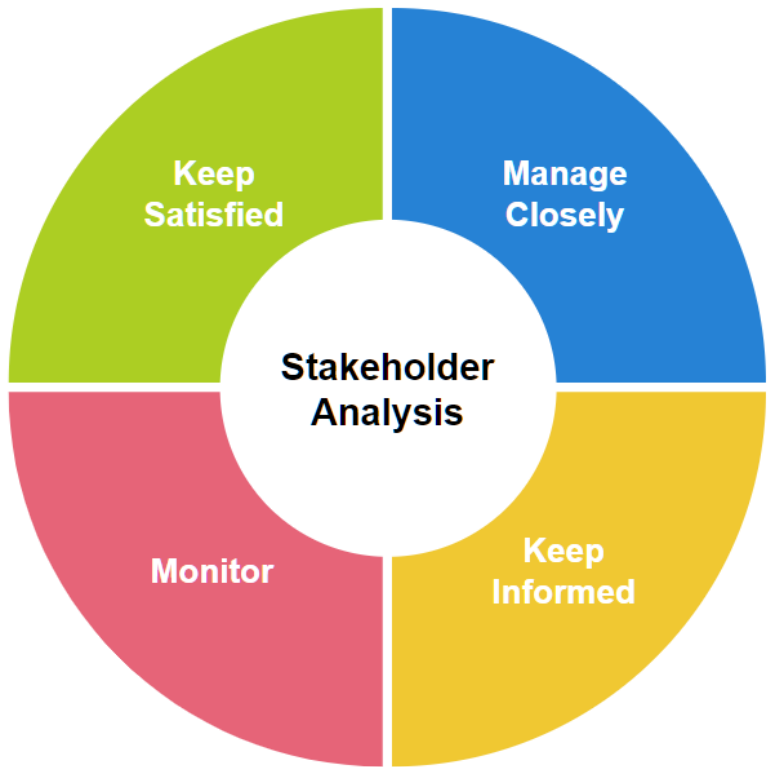 Keep
Satisfied
Manage
Closely
Stakeholder
Analysis
Monitor
Keep
Informed